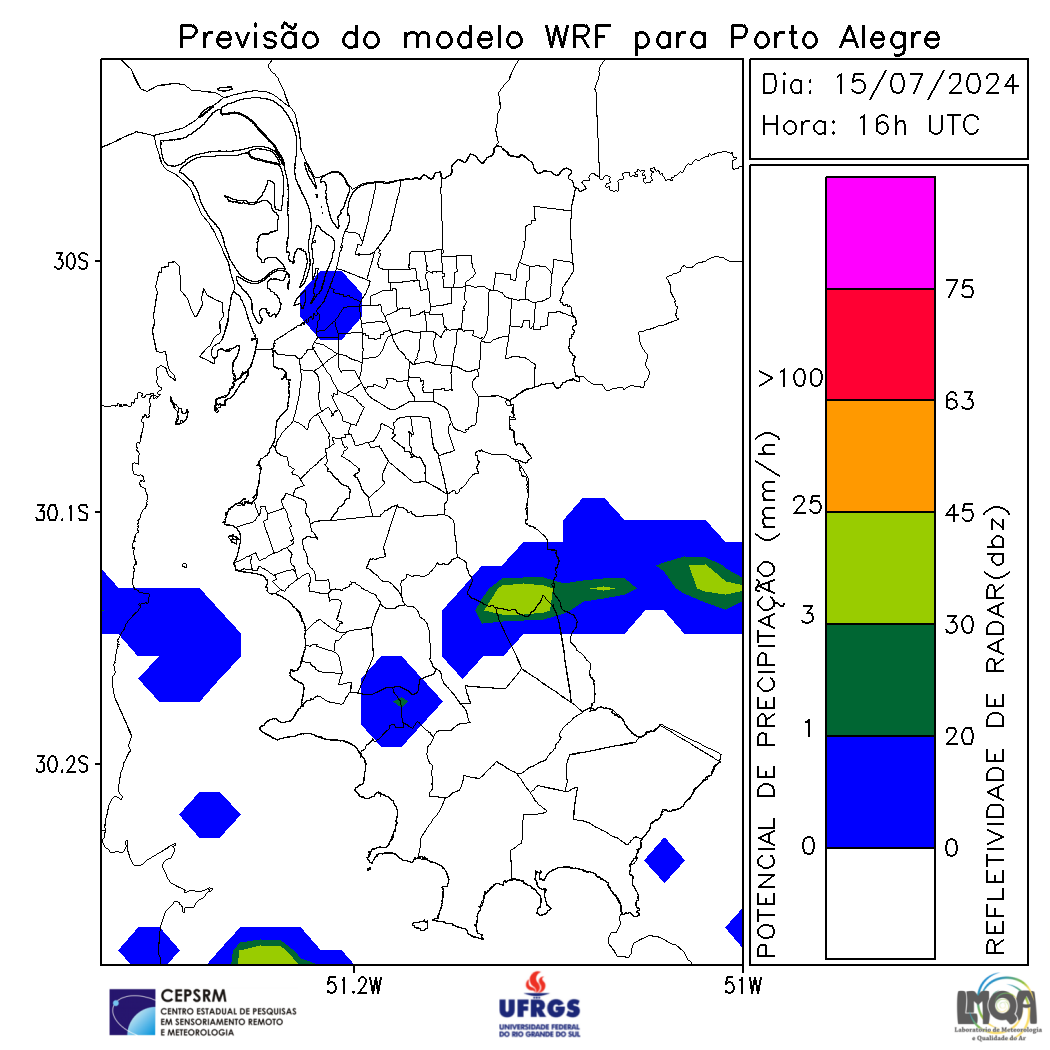 Previsão do modelo WRF para Porto Alegre
Dia: 15/07/2024
Hora: 16h UTC
30S
30.1S
30.2S
51.2W
51W
POTENCIAL DE PRECIPITAÇÃO (mm/h)
>100
25
3
1
0
75
63
45
30
20
0
REFLETIVIDADE DE RADAR(dbz)
CEPSRM
CENTRO ESTADUAL DE PESQUISAS
EM SENSORIAMENTO REMOTO
E METEOROLOGIA
UFRGS
UNIVERSIDADE FEDERAL
DO RIO GRANDE DO SUL
LMQA
Laboratório de Meteorologia
e Qualidade do Ar